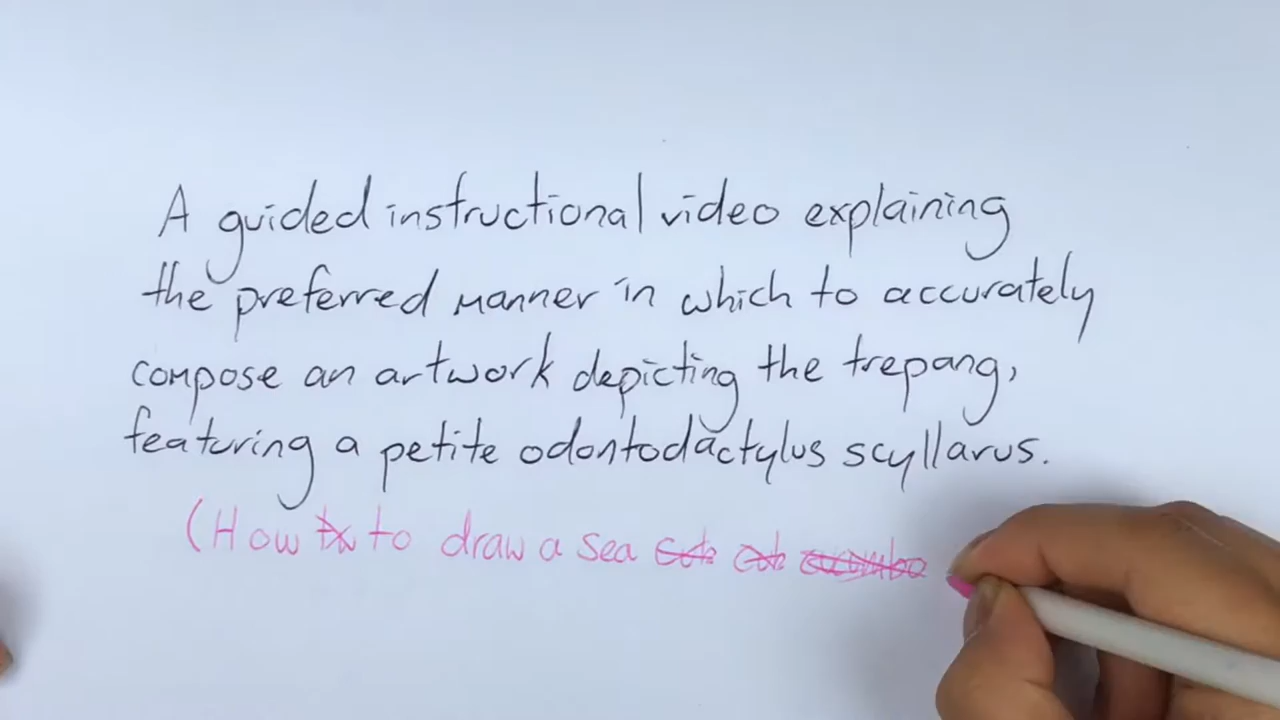 A guided instructional video explaining
the preferred manner in which to accurately
compose an artwork depicting the trepang,
featuring a petite odontodactylus scyllarus.
(How to draw a sea